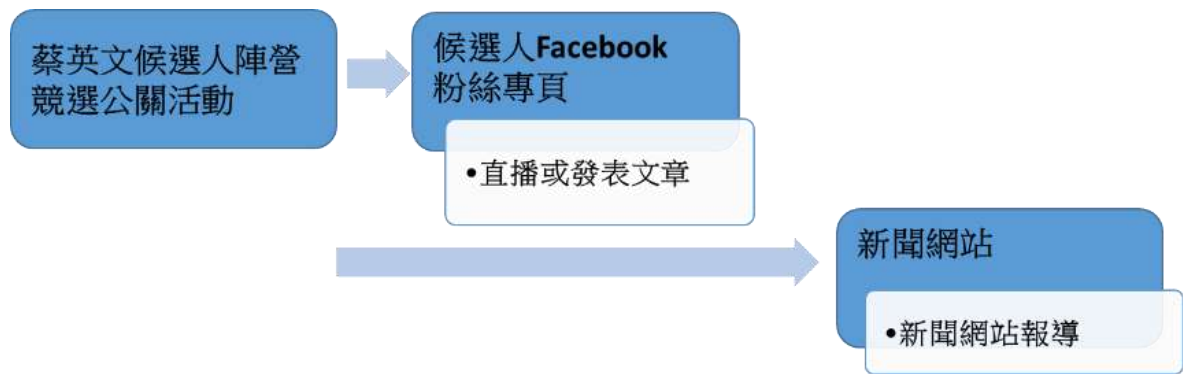 蔡英文候選人陣營
競選公關活動
候選人Facebook
粉絲專頁
•直播或發表文章
新聞網站
•新聞網站報導